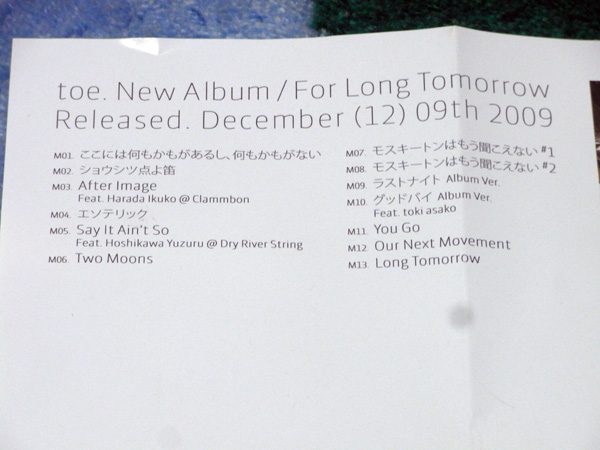 toe. New Album / For Long Tomorrow
Released. December (12) 09th 2009
M01. ここには何もかもがあるし、何もかもがない
M02. ショウシツ点よ笛
M03. After Image
Feat. Harada Ikuko @ Clammbon
M04. エソテリック
M05. Say It Ain't So
Feat. Hoshikawa Yuzuru @ Dry River String
M06. Two Moons
M07. モスキートンはもう聞こえない #1
M08. モスキートンはもう聞こえない #2
M09. ラストナイト Album Ver.
M10. グッドバイ Album Ver.
Feat. toki asako
M11. You Go
M12. Our Next Movement
M13. Long Tomorrow